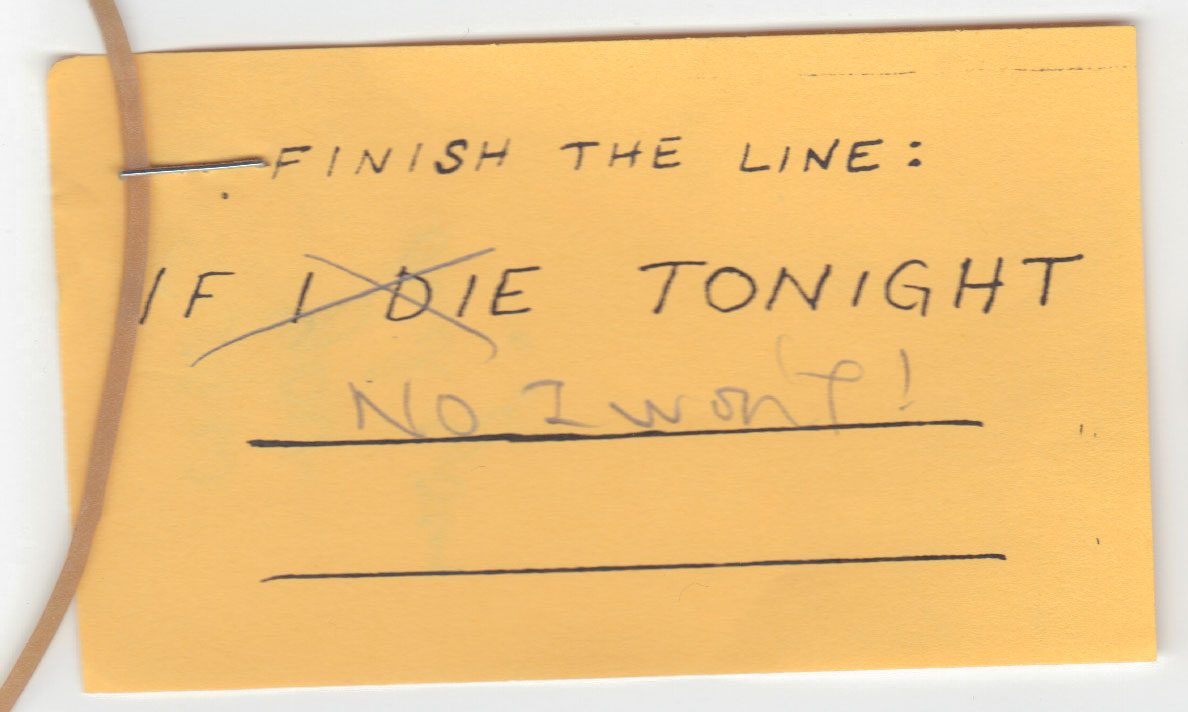 FINISH THE LINE:
IF I DIE TONIGHT
No I won't!